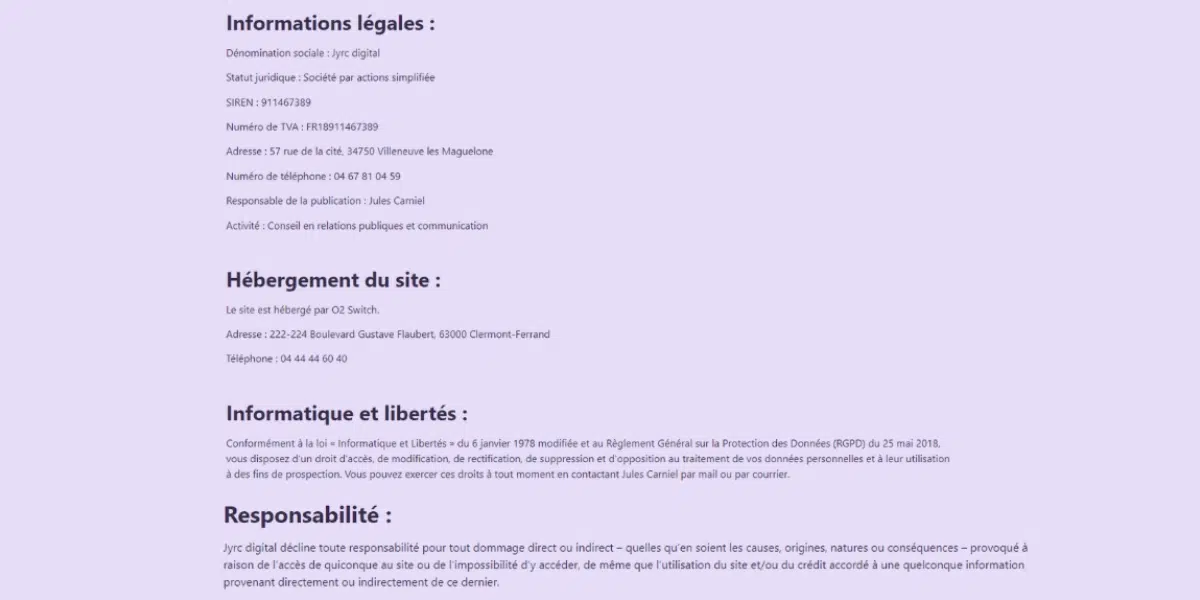 Informations légales :
Dénomination sociale : Jyrc digital
Statut juridique : Société par actions simplifiée
SIREN : 911467389
Numéro de TVA : FR18911467389
Adresse : 57 rue de la cité, 34750 Villeneuve les Maguelone
Numéro de téléphone : 04 67 81 04 59
Responsable de la publication : Jules Carniel
Activité : Conseil en relations publiques et communication
Hébergement du site :
Le site est hébergé par O2 Switch.
Adresse : 222-224 Boulevard Gustave Flaubert, 63000 Clermont-Ferrand
Téléphone : 04 44 44 60 40
Informatique et libertés :
Conformément à la loi « Informatique et Libertés » du 6 janvier 1978 modifiée et au Règlement Général sur la Protection des Données (RGPD) du 25 mai 2018,
vous disposez d'un droit d'accès, de modification, de rectification, de suppression et d'opposition au traitement de vos données personnelles et à leur utilisation
à des fins de prospection. Vous pouvez exercer ces droits à tout moment en contactant Jules Carniel par mail ou par courrier.
Responsabilité :
Jyrc digital décline toute responsabilité pour tout dommage direct ou indirect – quelles qu'en soient les causes, origines, natures ou conséquences – provoqué à
raison de l'accès de quiconque au site ou de l'impossibilité d'y accéder, de même que l'utilisation du site et/ou du crédit accordé à une quelconque information
provenant directement ou indirectement de ce dernier.